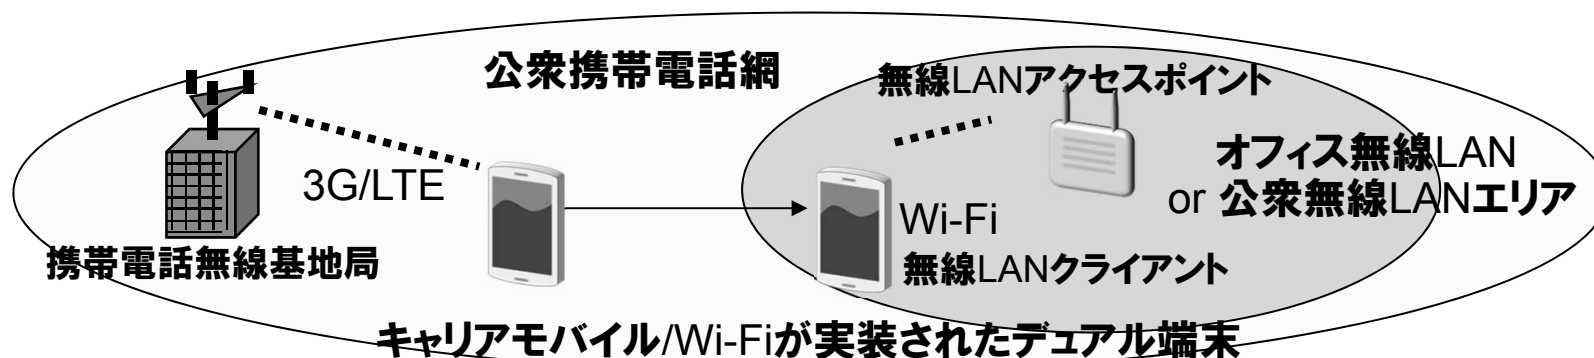 公衆携帯電話網
無線LANアクセスポイント
オフィス無線LAN
or 公衆無線LANエリア
3G/LTE
Wi-Fi
携帯電話無線基地局
無線LANクライアント
キャリアモバイル/Wi-Fiが実装されたデュアル端末